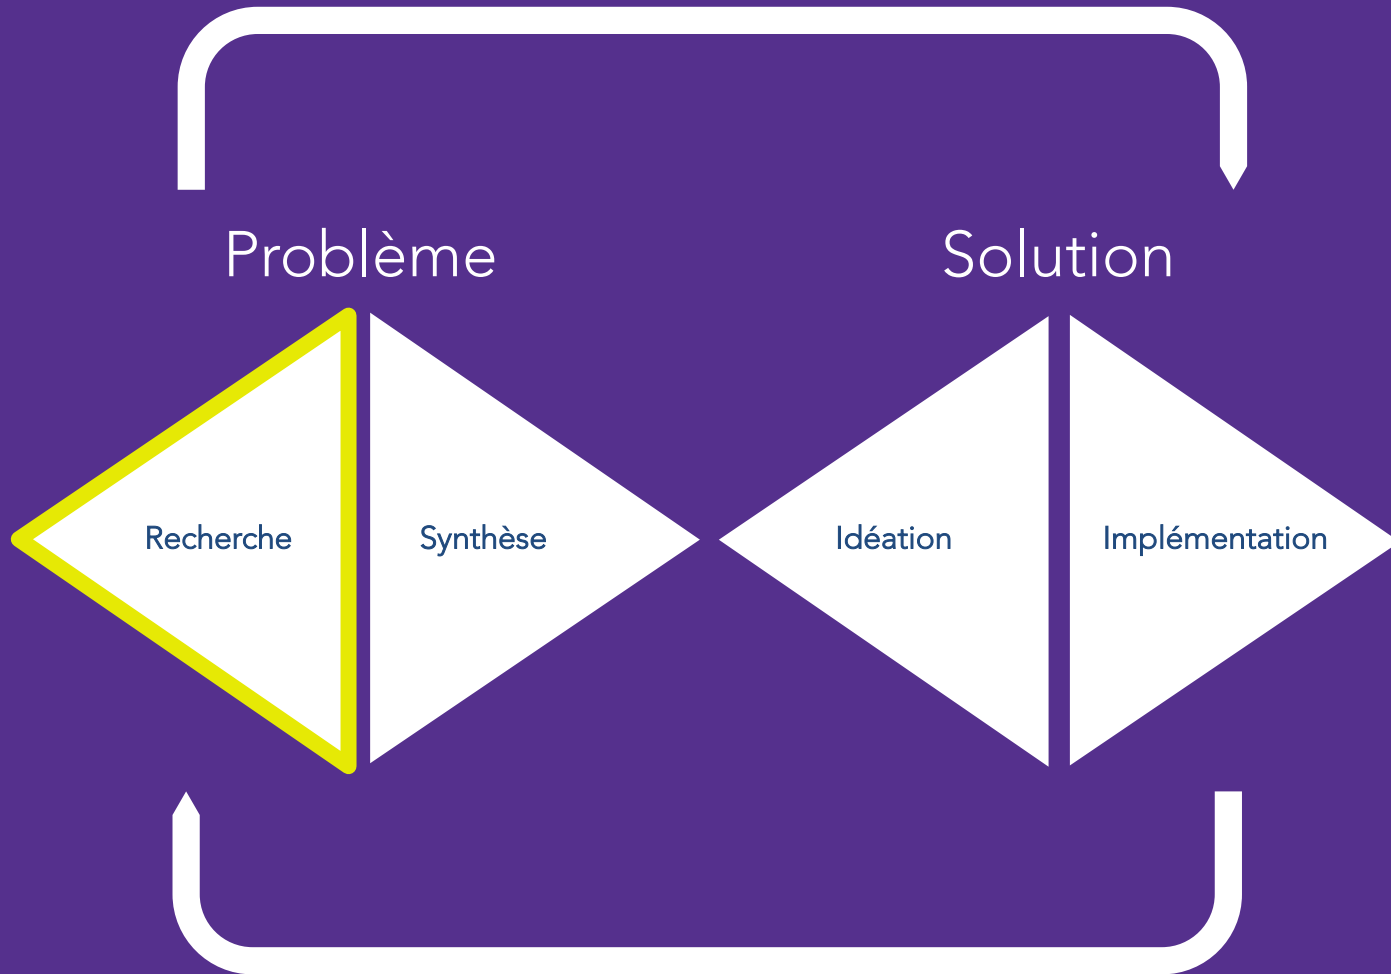 Problème
Solution
Recherche
Synthèse
Idéation
Implémentation